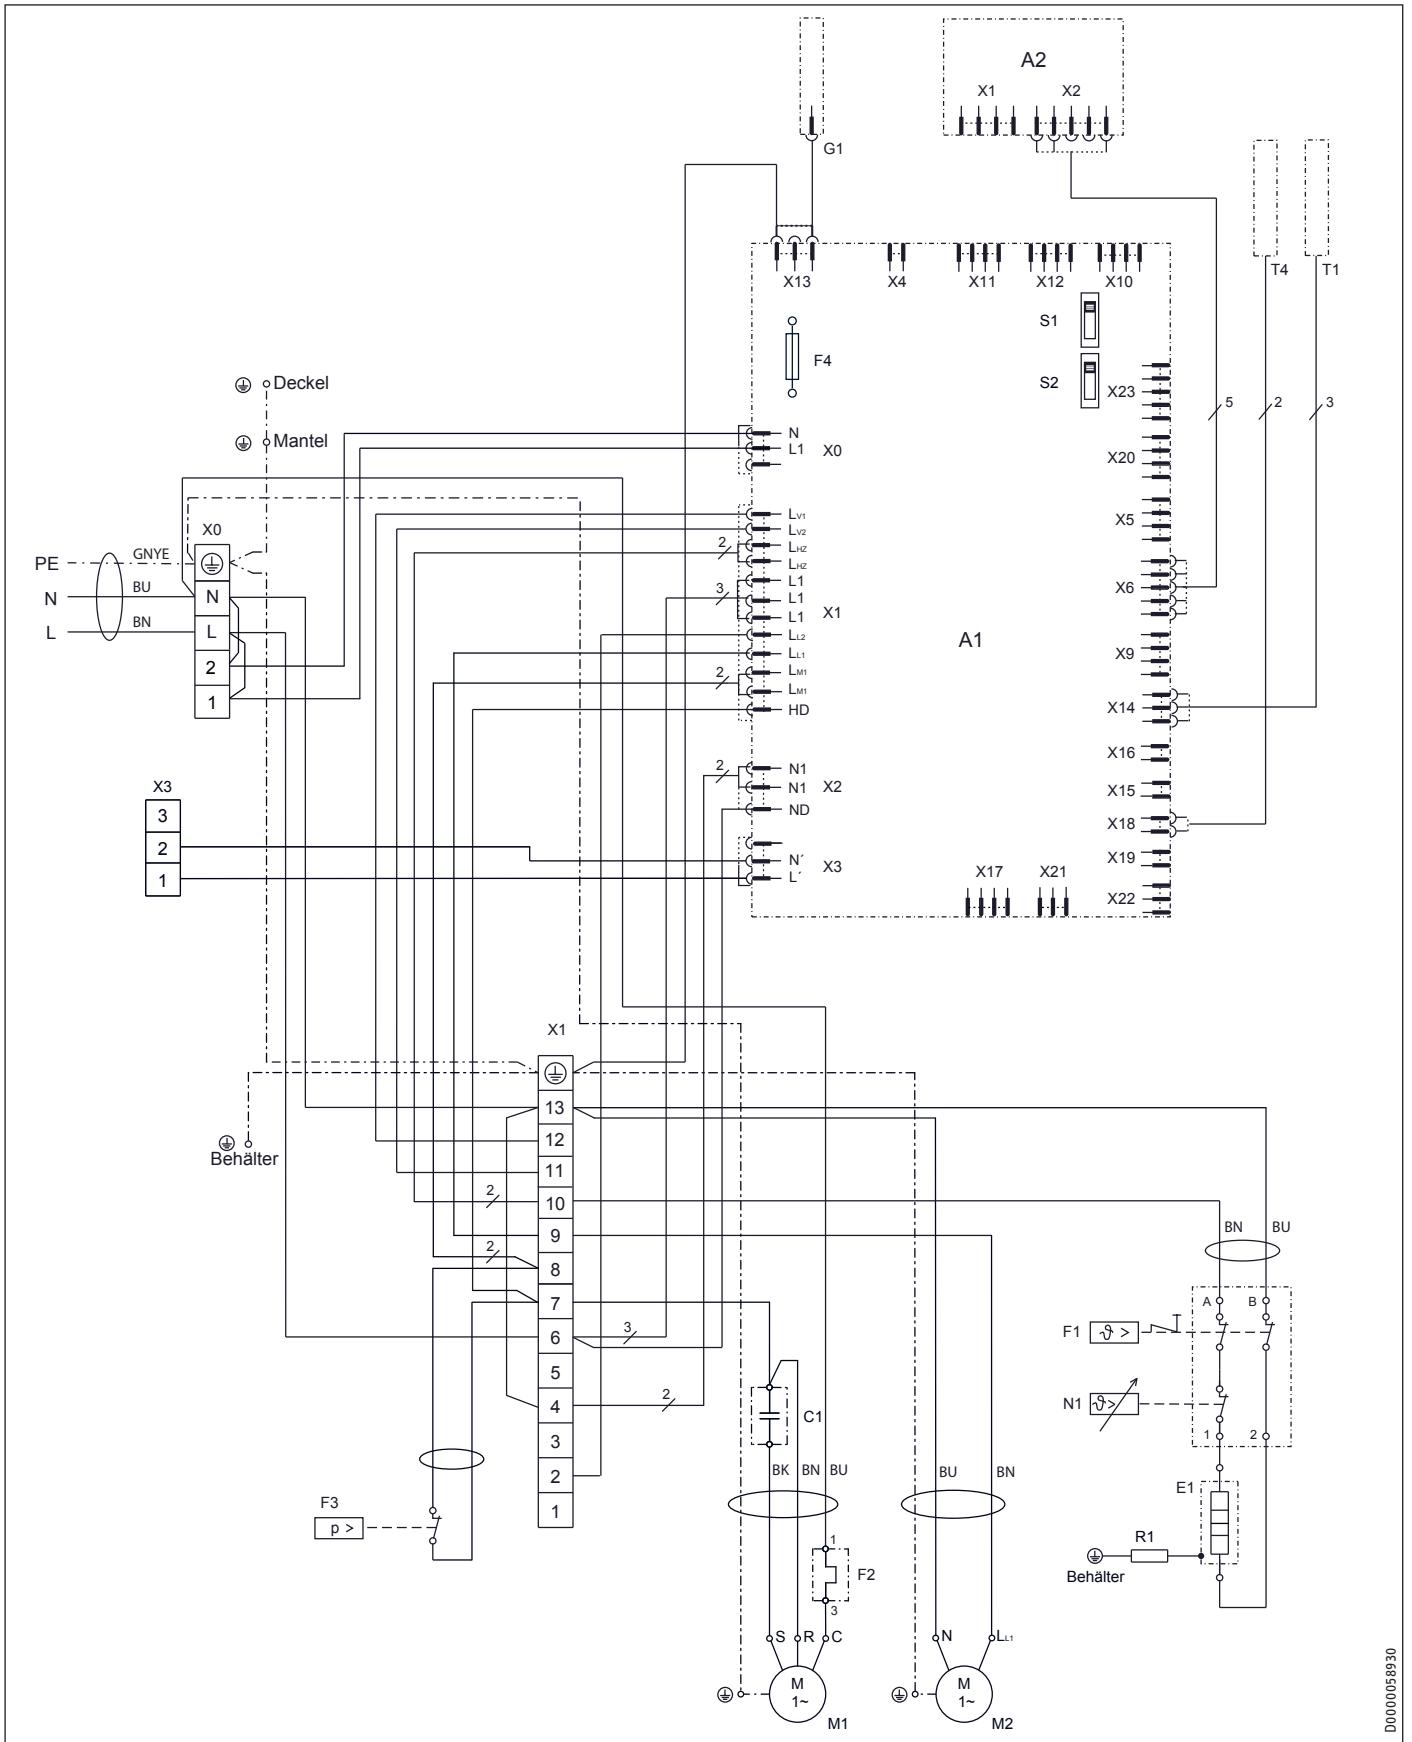 A2
X1 X2
G1
T4 T1
X13 X4 X11 X12 X10
S1
F4
S2
X23
5 2 3
Deckel
Mantel
N
L1 X0
X20
X0
PE GNYE
N BU N
L BN L
2
1
LV1
LV2
2 LHZ
LHZ
L1
3 L1
L1 X1
LL2
LL1
2 LM1
LM1
HD
X5
X6
A1
X9
X14
X16
X15
X18
X19
X22
X3
3
2
1
2 N1
N1 X2
ND
N´ X3
L´
X17 X21
X1
13
12
11
2 10
9
2 8
7
6 3
5
4 2
3
2
1
Behälter
BN BU
A B
F1 ϑ >
N1 ϑ>
1 2
C1
BK BN BU
BU BN
F3
p >
E1
R1
Behälter
1
F2
3
S R C
N LL1
M
1~
M1
M
1~
M2
D0000058930